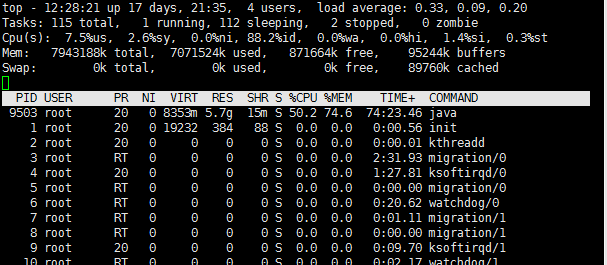 top - 12:28:21 up 17 days, 21:35, 4 users, load average: 0.33, 0.09, 0.20
Tasks: 115 total, 1 running, 112 sleeping, 2 stopped, 0 zombie
Cpu(s): 7.5%us, 2.6%sy, 0.0%ni, 88.2%id, 0.0%wa, 0.0%hi, 1.4%si, 0.3%st
Mem: 7943188k total, 7071524k used, 871664k free, 95244k buffers
Swap: 0k total, 0k used, 0k free, 89760k cached
PID USER PR NI VIRT RES SHR S %CPU %MEM TIME+ COMMAND
9503 root 20 0 8353m 5.7g 15m S 50.2 74.6 74:23.46 java
1 root 20 0 19232 384 88 S 0.0 0.0 0:00.56 init
2 root 20 0 0 0 0 S 0.0 0.0 0:00.01 kthreadd
3 root RT 0 0 0 0 S 0.0 0.0 2:31.93 migration/0
4 root 20 0 0 0 0 S 0.0 0.0 1:27.81 ksoftirqd/0
5 root RT 0 0 0 0 S 0.0 0.0 0:00.00 migration/0
6 root RT 0 0 0 0 S 0.0 0.0 0:20.62 watchdog/0
7 root RT 0 0 0 0 S 0.0 0.0 0:01.11 migration/1
8 root RT 0 0 0 0 S 0.0 0.0 0:00.00 migration/1
9 root 20 0 0 0 0 S 0.0 0.0 0:09.70 ksoftirqd/1
10 root RT 0 0 0 0 S 0.0 0.0 0:02.17 watchdog/1